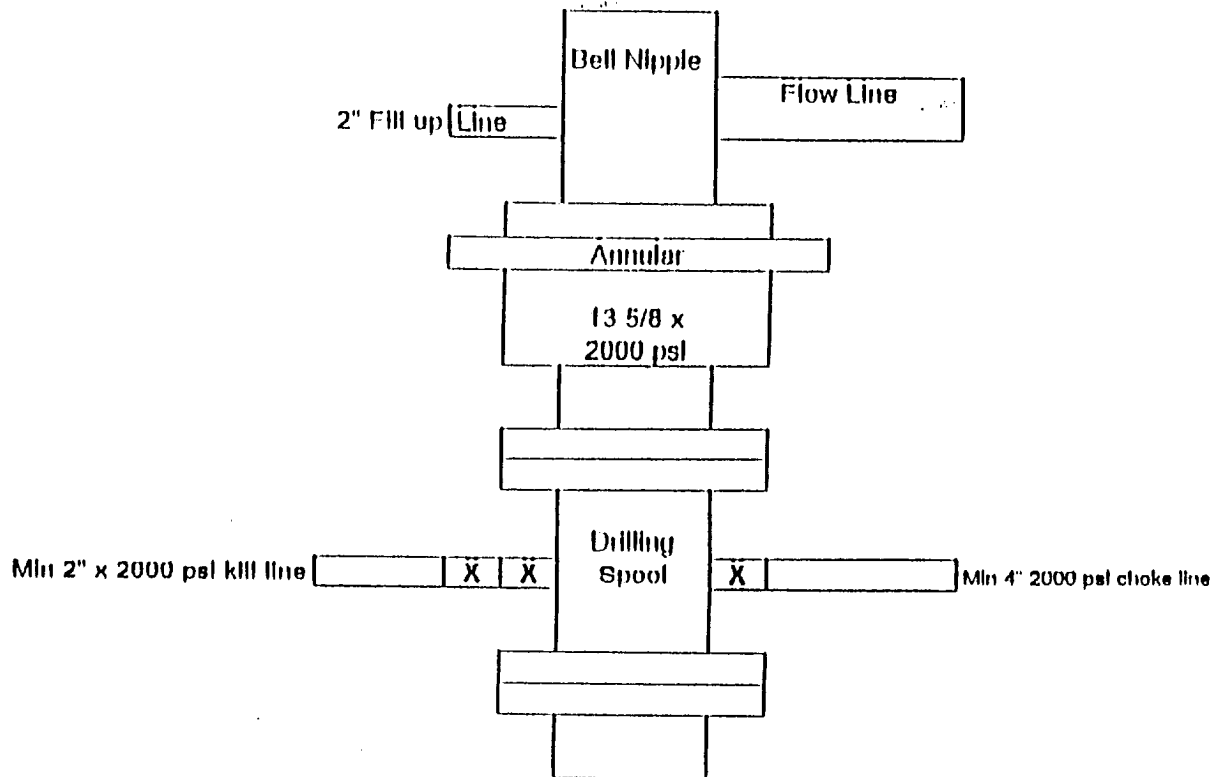 Bell Nipple
Flow Line
2" Fill up Line
Annular
13 5/8 x
2000 psi
Drilling
Spool
Min 2" x 2000 psi kill line
X X
X
Min 4" 2000 psi choke line